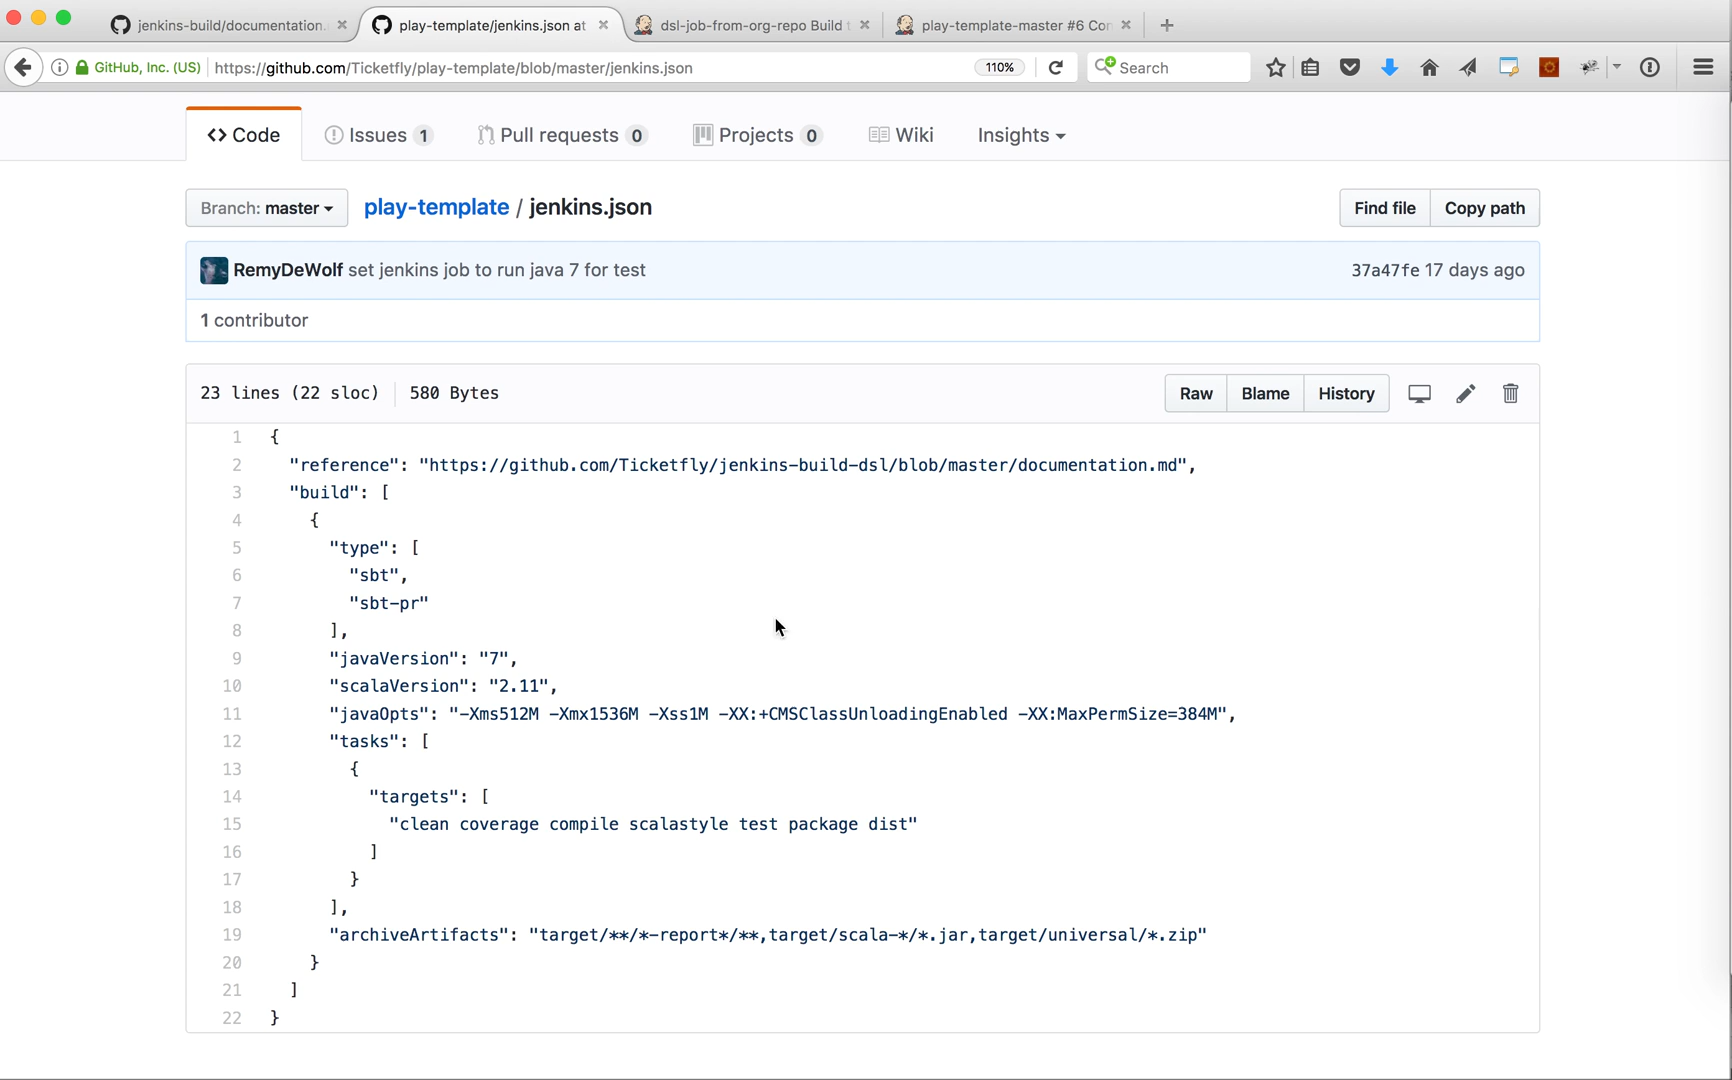 jenkins-build/documentation.
play-template/jenkins.json at
dsl-job-from-org-repo Build
play-template-master #6 Con
GitHub, Inc. (US)
https://github.com/Ticketfly/play-template/blob/master/jenkins.json
110%
Search
Code
Issues 1
Pull requests 0
Projects 0
Wiki
Insights
Branch: master
play-template / jenkins.json
Find file
Copy path
RemyDeWolf set jenkins job to run java 7 for test
37a47fe 17 days ago
1 contributor
23 lines (22 sloc)
580 Bytes
Raw
Blame
History
1 {
2 "reference": "https://github.com/Ticketfly/jenkins-build-dsl/blob/master/documentation.md",
3 "build": [
4 {
5 "type": [
6 "sbt",
7 "sbt-pr"
8 ],
9 "javaVersion": "7",
10 "scalaVersion": "2.11",
11 "javaOpts": "-Xms512M -Xmx1536M -Xss1M -XX:+CMSClassUnloadingEnabled -XX:MaxPermSize=384M",
12 "tasks": [
13 {
14 "targets": [
15 "clean coverage compile scalastyle test package dist"
16 ]
17 }
18 ],
19 "archiveArtifacts": "target/**/*-report*/**,target/scala-*/*.jar,target/universal/*.zip"
20 }
21 ]
22 }